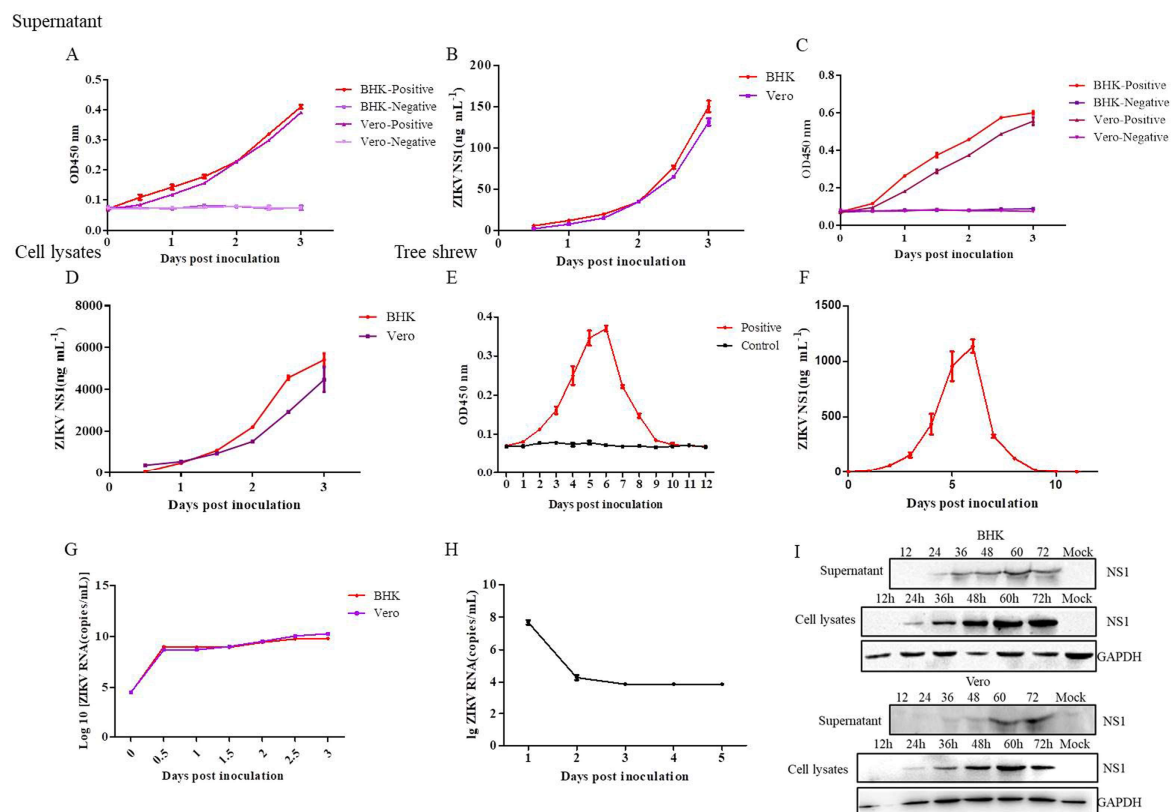 Supernatant
A
0.5
0.4
0.3
0.2
0.1
0.0
OD450 nm
0 1 2 3
Days post inoculation
BHK-Positive
BHK-Negative
Vero-Positive
Vero-Negative
B
150
100
50
0
ZIKV NS1(ng mL-1)
0 1 2 3
Days post inoculation
BHK
Vero
C
0.8
0.6
0.4
0.2
0.0
OD450 nm
0 1 2 3
Days post inoculation
BHK-Positive
BHK-Negative
Vero-Positive
Vero-Negative
Cell lysates
D
8000
6000
4000
2000
0
ZIKV NS1(ng mL-1)
0 1 2 3
Days post inoculation
BHK
Vero
Tree shrew
E
0.4
0.3
0.2
0.1
0.0
OD450 nm
0 1 2 3 4 5 6 7 8 9 10 11 12
Days post inoculation
Positive
Control
F
1500
1000
500
0
ZIKV NS1(ng mL-1)
0 5 10
Days post inoculation
G
15
10
5
0
Log 10 [ZIKV RNA(copies/mL)]
0 0.5 1 1.5 2 2.5 3
Days post inoculation
BHK
Vero
H
10
8
6
4
2
0
lg ZIKV RNA(copies/mL)
1 2 3 4 5
Days post inoculation
I
BHK
12 24 36 48 60 72 Mock
Supernatant NS1
12h 24h 36h 48h 60h 72h Mock
Cell lysates NS1
GAPDH
Vero
12 24 36 48 60 72 Mock
Supernatant NS1
12h 24h 36h 48h 60h 72h Mock
Cell lysates NS1
GAPDH